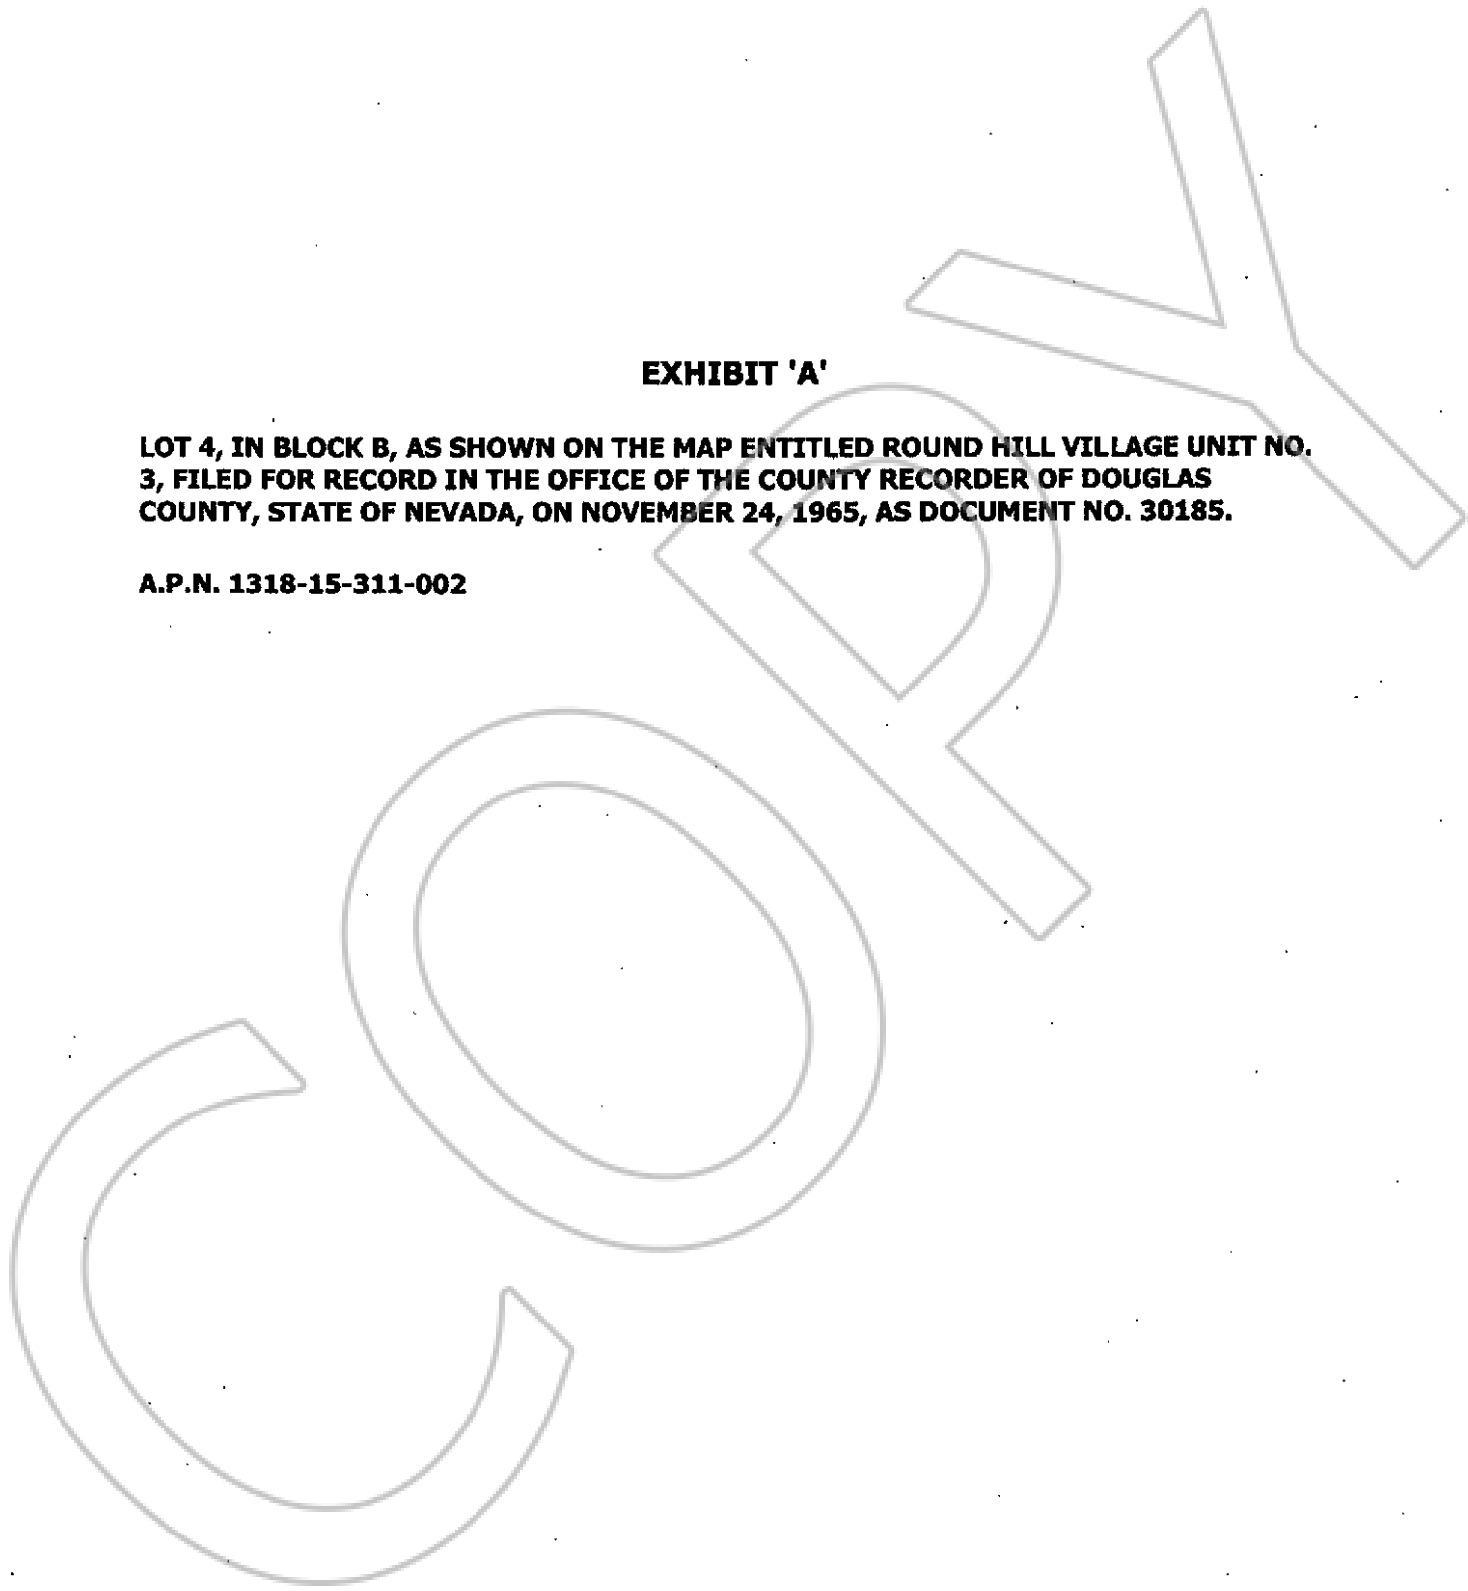 EXHIBIT 'A'
LOT 4, IN BLOCK B, AS SHOWN ON THE MAP ENTITLED ROUND HILL VILLAGE UNIT NO.
3, FILED FOR RECORD IN THE OFFICE OF THE COUNTY RECORDER OF DOUGLAS
COUNTY, STATE OF NEVADA, ON NOVEMBER 24, 1965, AS DOCUMENT NO. 30185.
A.P.N. 1318-15-311-002
COPY